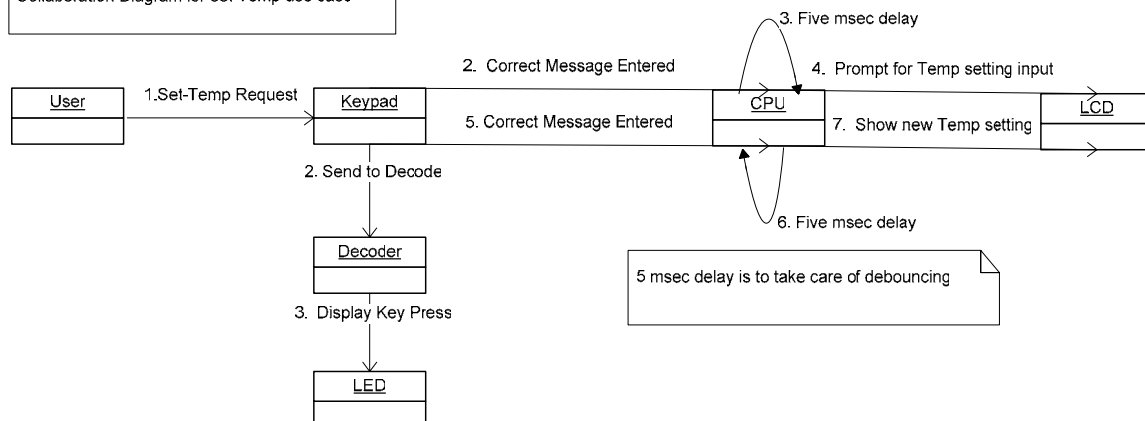 3. Five msec delay
2. Correct Message Entered
4. Prompt for Temp setting input
User
1.Set-Temp Request
Keypad
CPU
LCD
5. Correct Message Entered
7. Show new Temp setting
2. Send to Decode
6. Five msec delay
Decoder
5 msec delay is to take care of debouncing
3. Display Key Press
LED